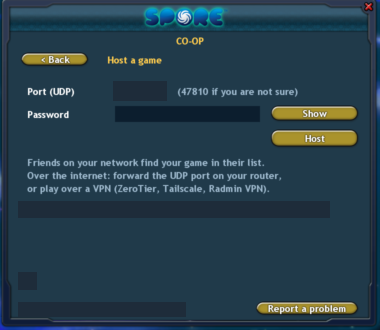 SPORE
CO-OP
< Back
Host a game
Port (UDP)
(47810 if you are not sure)
Password
Show
Host
Friends on your network find your game in their list.
Over the internet: forward the UDP port on your router,
or play over a VPN (ZeroTier, Tailscale, Radmin VPN).
Report a problem